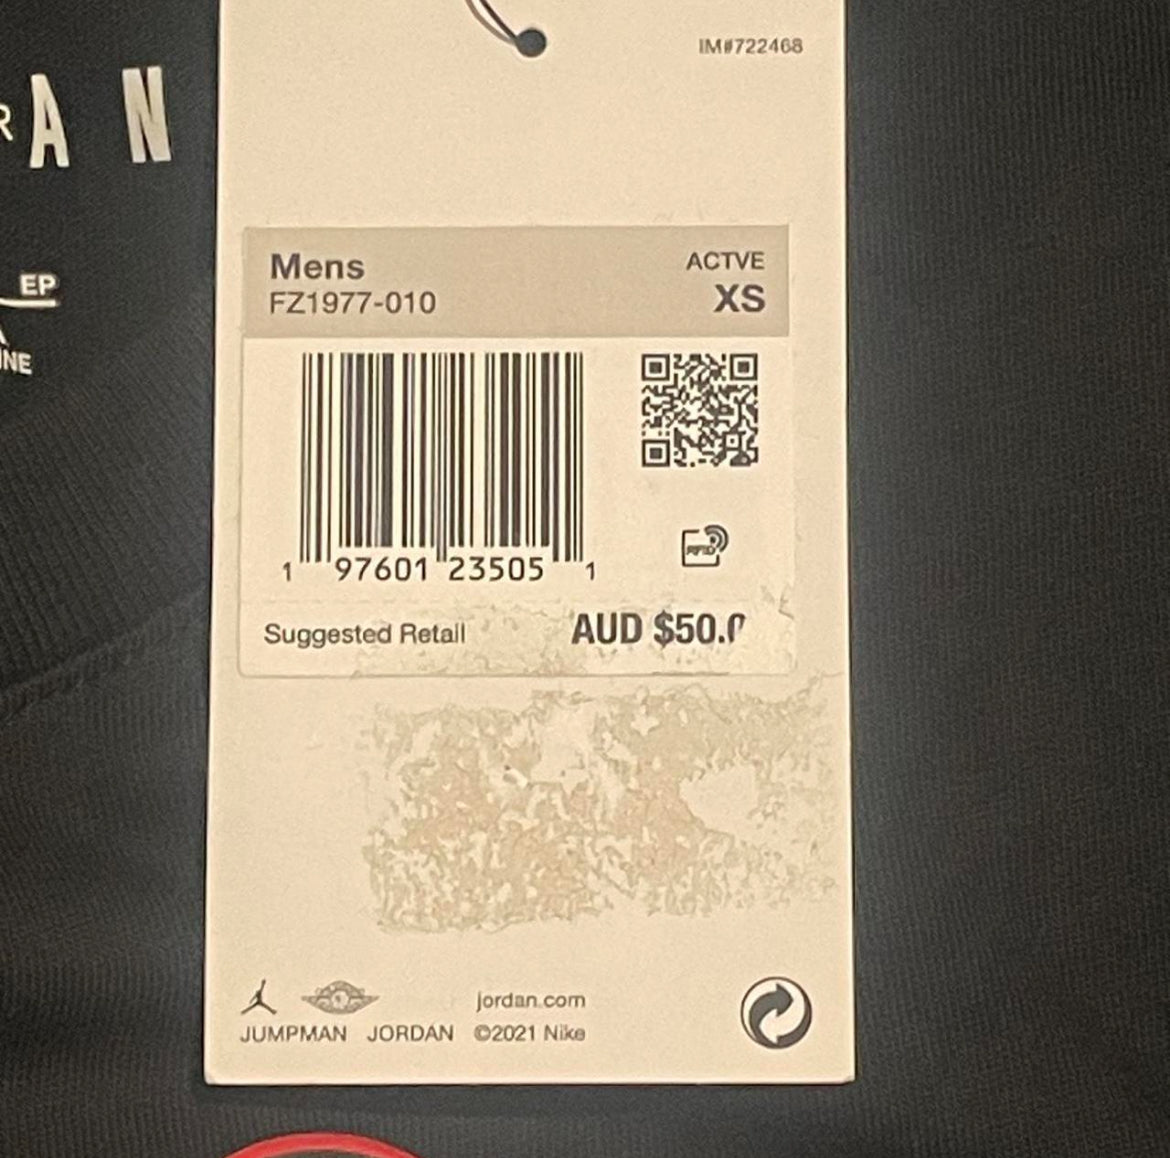 IM#722468
R A N
Mens
ACTVE
FZ1977-010
XS
EP
INE
1 97601 23505 1
RFID
Suggested Retail
AUD $50.0
jordan.com
JUMPMAN JORDAN ©2021 Nike